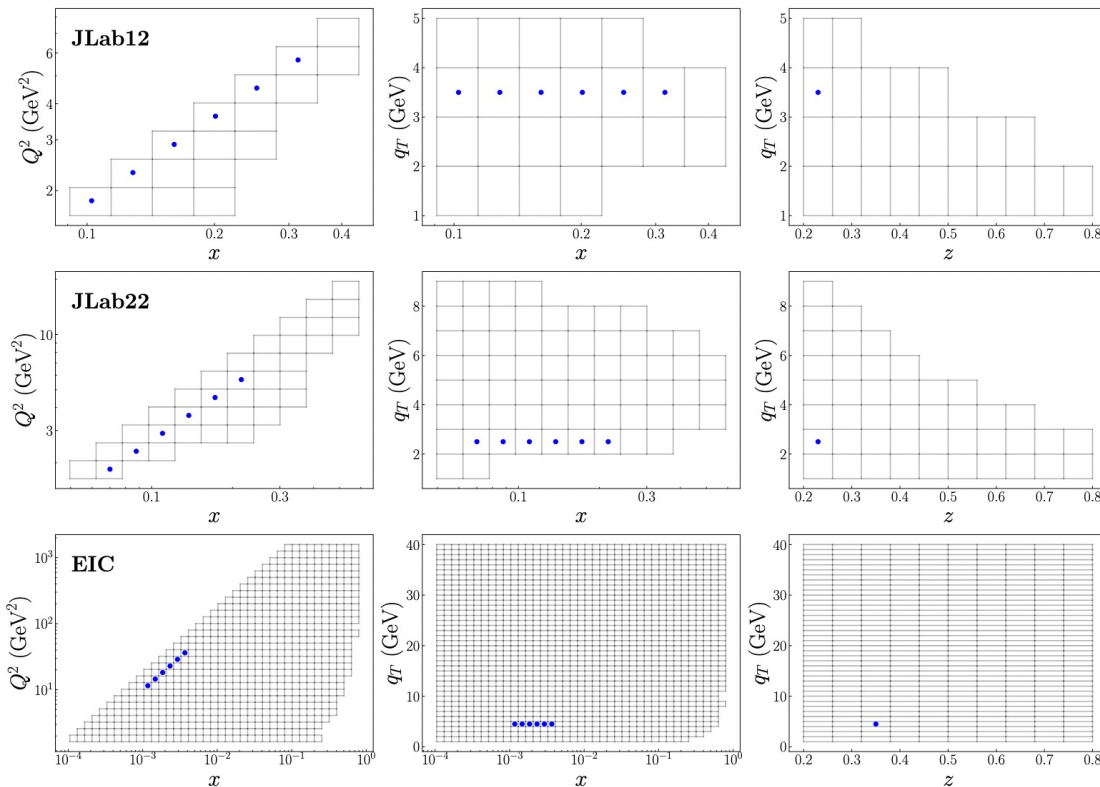 JLab12
Q² (GeV²)
6
4
3
2
0.1 0.2 0.3 0.4
x
q_T (GeV)
5
4
3
2
1
0.1 0.2 0.3 0.4
x
q_T (GeV)
5
4
3
2
1
0.2 0.3 0.4 0.5 0.6 0.7 0.8
z
JLab22
Q² (GeV²)
10
3
0.1 0.3
x
q_T (GeV)
8
6
4
2
0.1 0.3
x
q_T (GeV)
8
6
4
2
0.2 0.3 0.4 0.5 0.6 0.7 0.8
z
EIC
Q² (GeV²)
10³
10²
10¹
10⁻⁴ 10⁻³ 10⁻² 10⁻¹ 10⁰
x
q_T (GeV)
40
30
20
10
0
10⁻⁴ 10⁻³ 10⁻² 10⁻¹ 10⁰
x
q_T (GeV)
40
30
20
10
0
0.2 0.3 0.4 0.5 0.6 0.7 0.8
z